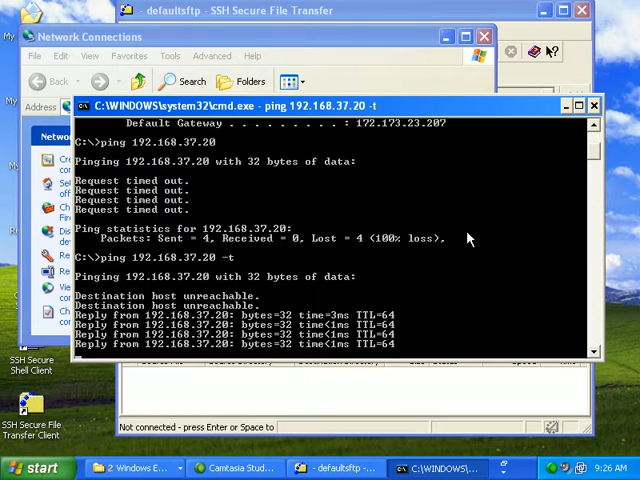 - defaultsftp - SSH Secure File Transfer
Network Connections
My
File Edit View Favorites Tools Advanced Help
Back Search Folders
Address
C:\WINDOWS\system32\cmd.exe - ping 192.168.37.20 -t
Default Gateway . . . . . . . . . : 172.173.23.207
C:\>ping 192.168.37.20
Pinging 192.168.37.20 with 32 bytes of data:
Request timed out.
Request timed out.
Request timed out.
Request timed out.
Ping statistics for 192.168.37.20:
Packets: Sent = 4, Received = 0, Lost = 4 (100% loss),
C:\>ping 192.168.37.20 -t
Pinging 192.168.37.20 with 32 bytes of data:
Destination host unreachable.
Destination host unreachable.
Reply from 192.168.37.20: bytes=32 time=3ms TTL=64
Reply from 192.168.37.20: bytes=32 time<1ms TTL=64
Reply from 192.168.37.20: bytes=32 time<1ms TTL=64
Reply from 192.168.37.20: bytes=32 time<1ms TTL=64
Netwo
SSH Secure
Shell Client
SSH Secure File
Transfer Client
Not connected - press Enter or Space to
start
2 Windows E...
Camtasia Stud...
- defaultsftp -...
C:\WINDOWS\...
9:26 AM